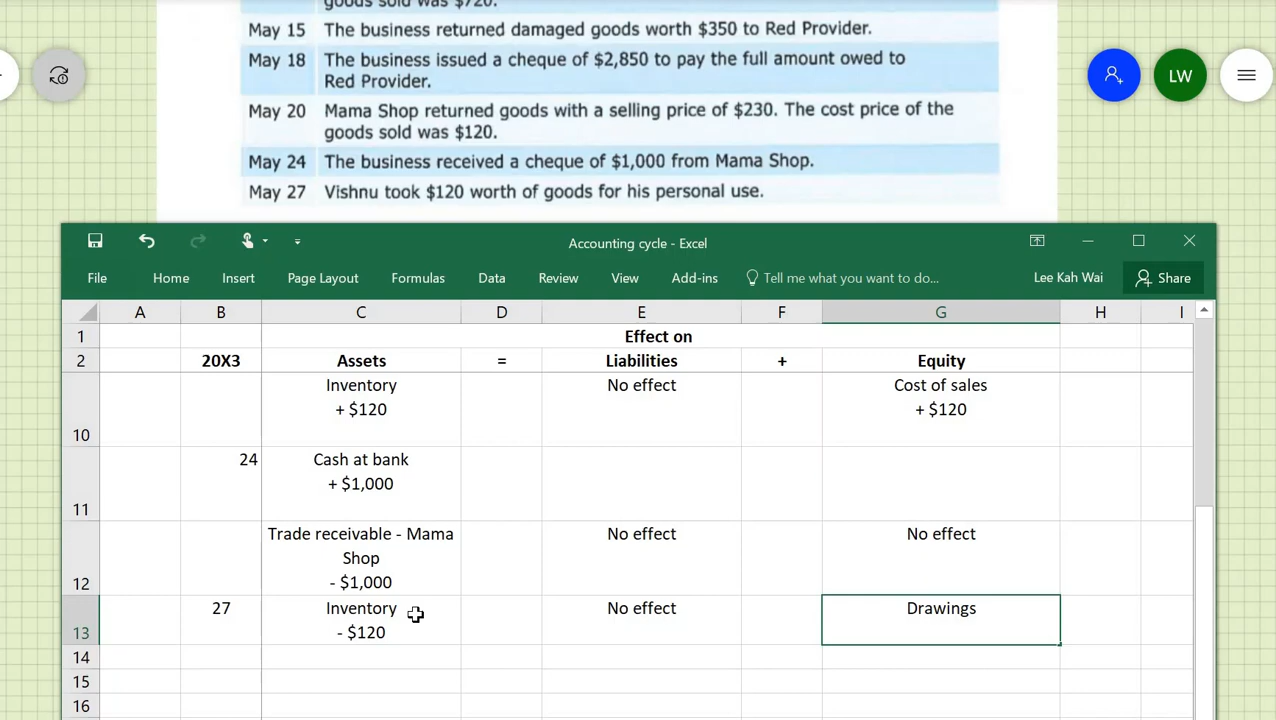 goods sold was $720.
May 15 The business returned damaged goods worth $350 to Red Provider.
May 18 The business issued a cheque of $2,850 to pay the full amount owed to
Red Provider.
May 20 Mama Shop returned goods with a selling price of $230. The cost price of the
goods sold was $120.
May 24 The business received a cheque of $1,000 from Mama Shop.
May 27 Vishnu took $120 worth of goods for his personal use.
LW
Accounting cycle - Excel
File Home Insert Page Layout Formulas Data Review View Add-ins Tell me what you want to do... Lee Kah Wai Share
A B C D E F G H I
1 Effect on
2 20X3 Assets = Liabilities + Equity
Inventory No effect Cost of sales
+ $120 + $120
10
24 Cash at bank
+ $1,000
11
Trade receivable - Mama No effect No effect
Shop
12 - $1,000
27 Inventory No effect Drawings
13 - $120
14
15
16